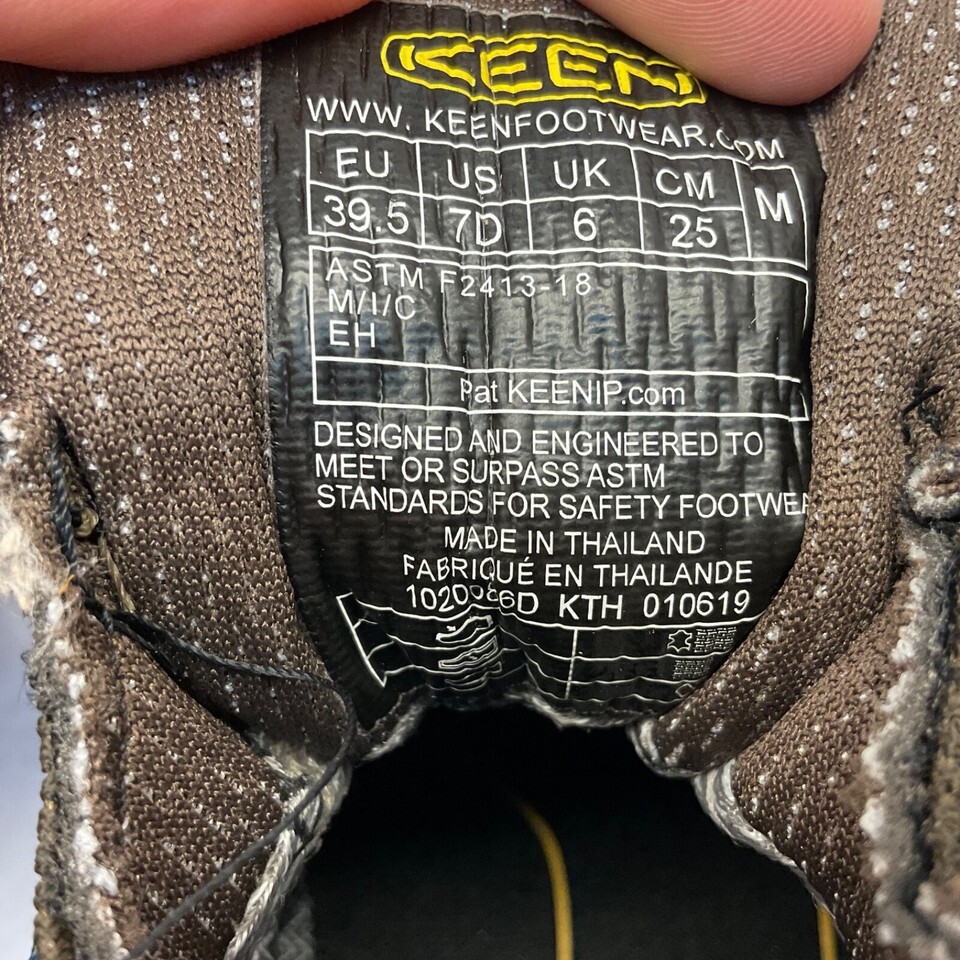 KEEN
WWW.KEENFOOTWEAR.COM
EU US UK CM M
39.5 7D 6 25
ASTM F2413-18
M/I/C
EH
Pat KEENIP.com
DESIGNED AND ENGINEERED TO
MEET OR SURPASS ASTM
STANDARDS FOR SAFETY FOOTWEAR
MADE IN THAILAND
FABRIQUÉ EN THAILANDE
KTH 010619